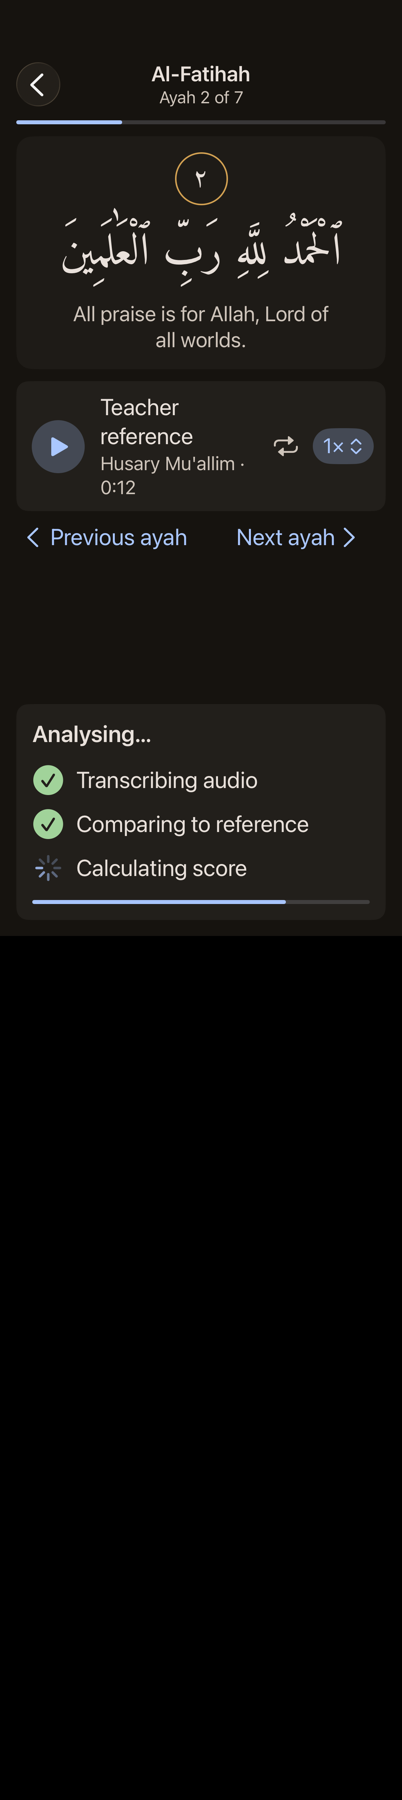 Al-Fatihah
Ayah 2 of 7
٢
ٱلْحَمْدُ لِلَّهِ رَبِّ ٱلْعَـٰلَمِينَ
All praise is for Allah, Lord of
all worlds.
Teacher
reference
Husary Mu'allim ·
0:12
1×
Previous ayah
Next ayah
Analysing...
Transcribing audio
Comparing to reference
Calculating score